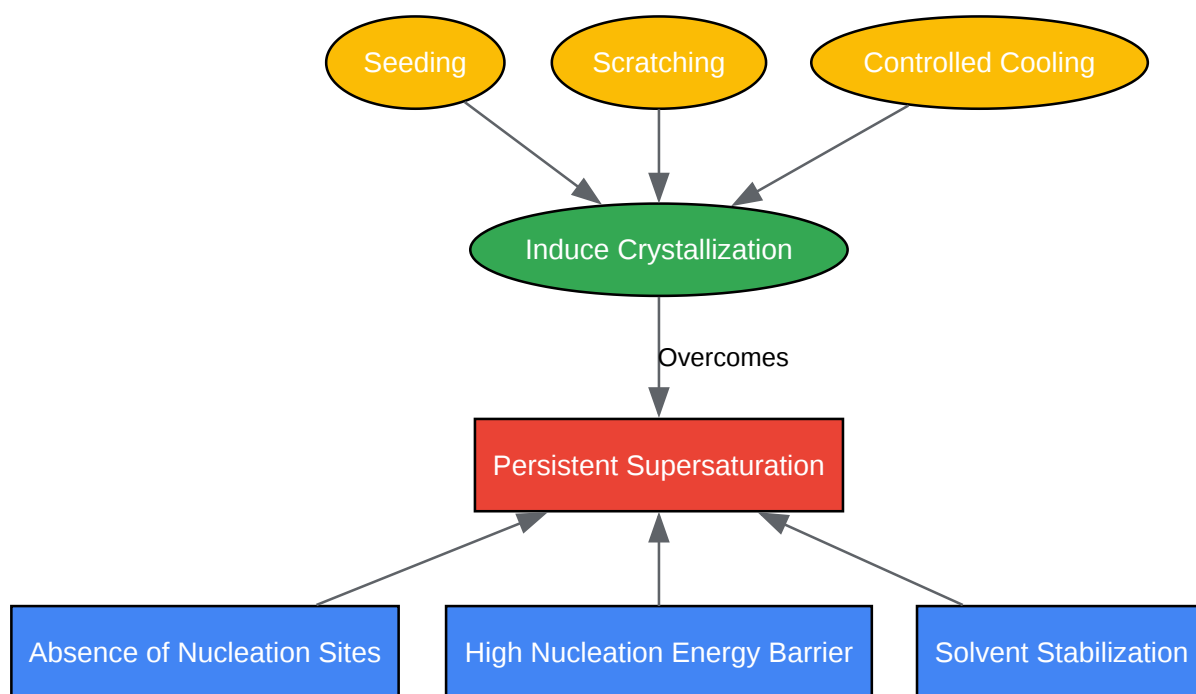 Seeding
Scratching
Controlled Cooling
Induce Crystallization
Overcomes
Persistent Supersaturation
Absence of Nucleation Sites
High Nucleation Energy Barrier
Solvent Stabilization